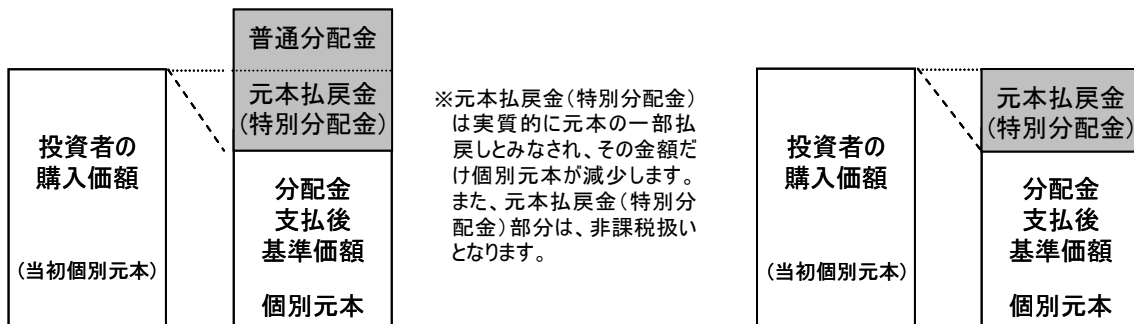 普通分配金
元本払戻金
(特別分配金)
投資者の
購入価額
(当初個別元本)
分配金
支払後
基準価額
個別元本
※元本払戻金(特別分配金)
は実質的に元本の一部払
戻しとみなされ、その金額だ
け個別元本が減少します。
また、元本払戻金(特別分
配金)部分は、非課税扱い
となります。
投資者の
購入価額
(当初個別元本)
元本払戻金
(特別分配金)
分配金
支払後
基準価額
個別元本